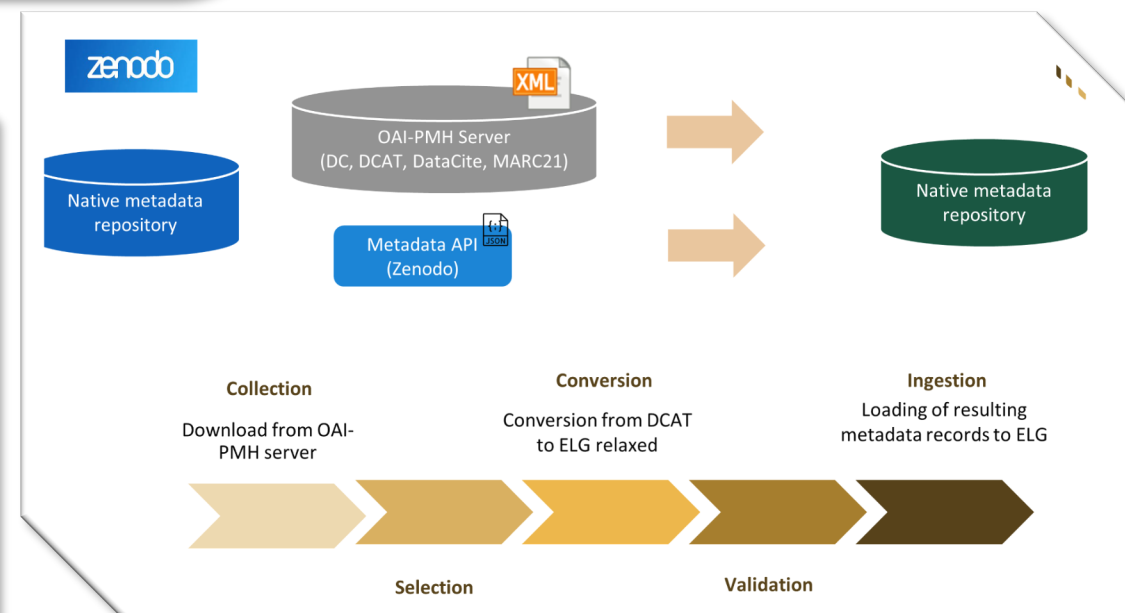 zenodo
XML
OAI-PMH Server
(DC, DCAT, DataCite, MARC21)
Native metadata
repository
Native metadata
repository
{;}
JSON
Metadata API
(Zenodo)
Collection
Download from OAI-
PMH server
Conversion
Conversion from DCAT
to ELG relaxed
Ingestion
Loading of resulting
metadata records to ELG
Selection
Validation